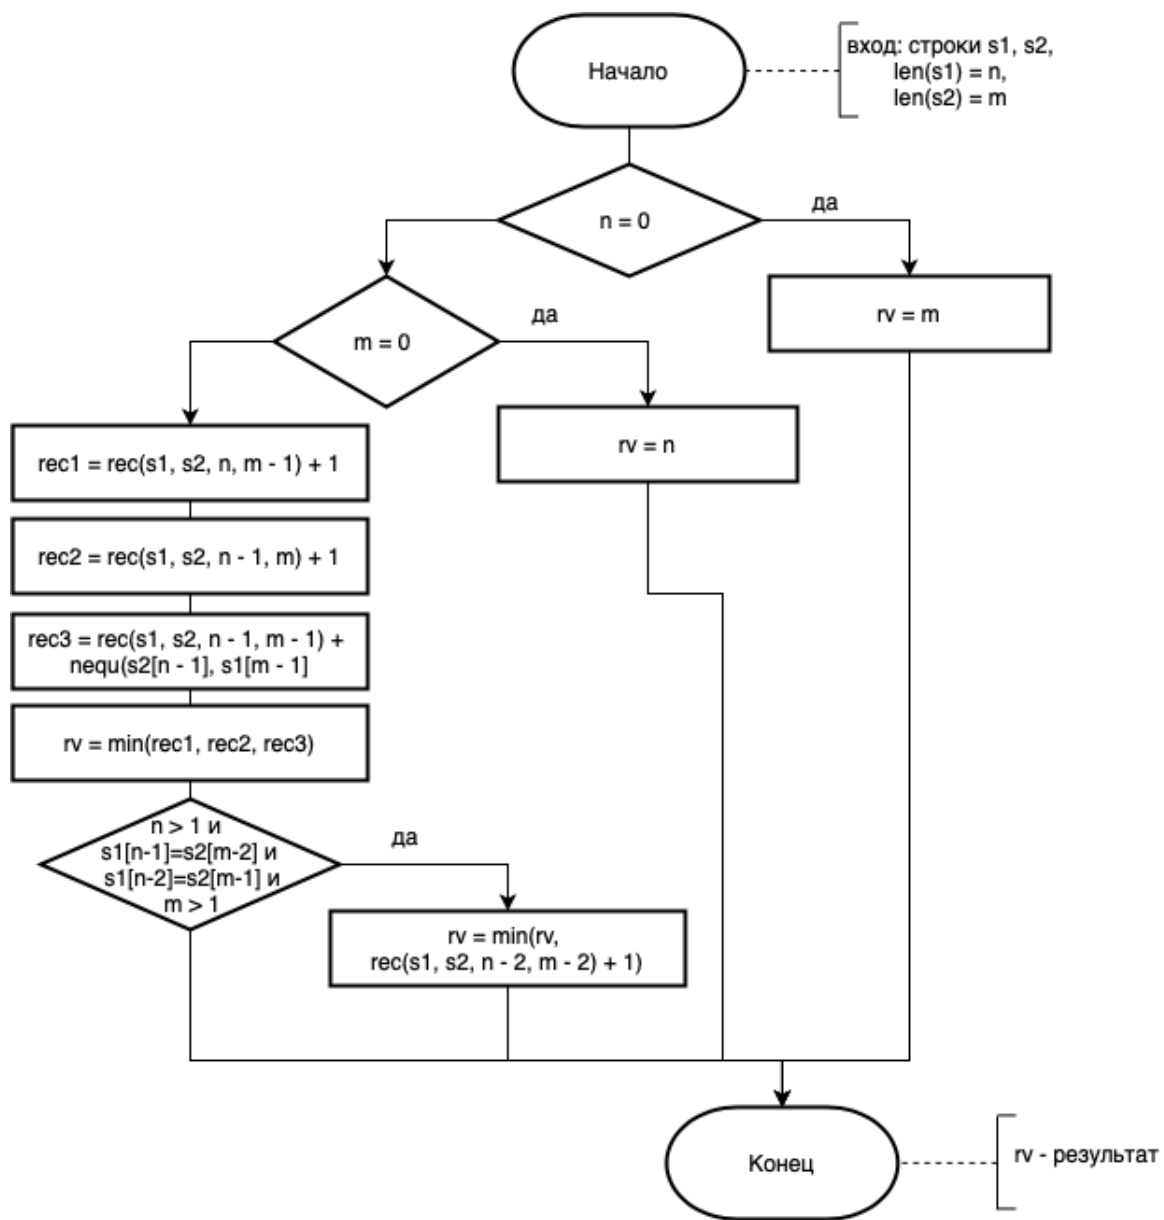 Начало
вход: строки s1, s2,
len(s1) = n,
len(s2) = m
n = 0
да
rv = m
m = 0
да
rv = n
rec1 = rec(s1, s2, n, m - 1) + 1
rec2 = rec(s1, s2, n - 1, m) + 1
rec3 = rec(s1, s2, n - 1, m - 1) +
nequ(s2[n - 1], s1[m - 1]
rv = min(rec1, rec2, rec3)
n > 1 и
s1[n-1]=s2[m-2] и
s1[n-2]=s2[m-1] и
m > 1
да
rv = min(rv,
rec(s1, s2, n - 2, m - 2) + 1)
Конец
rv - результат